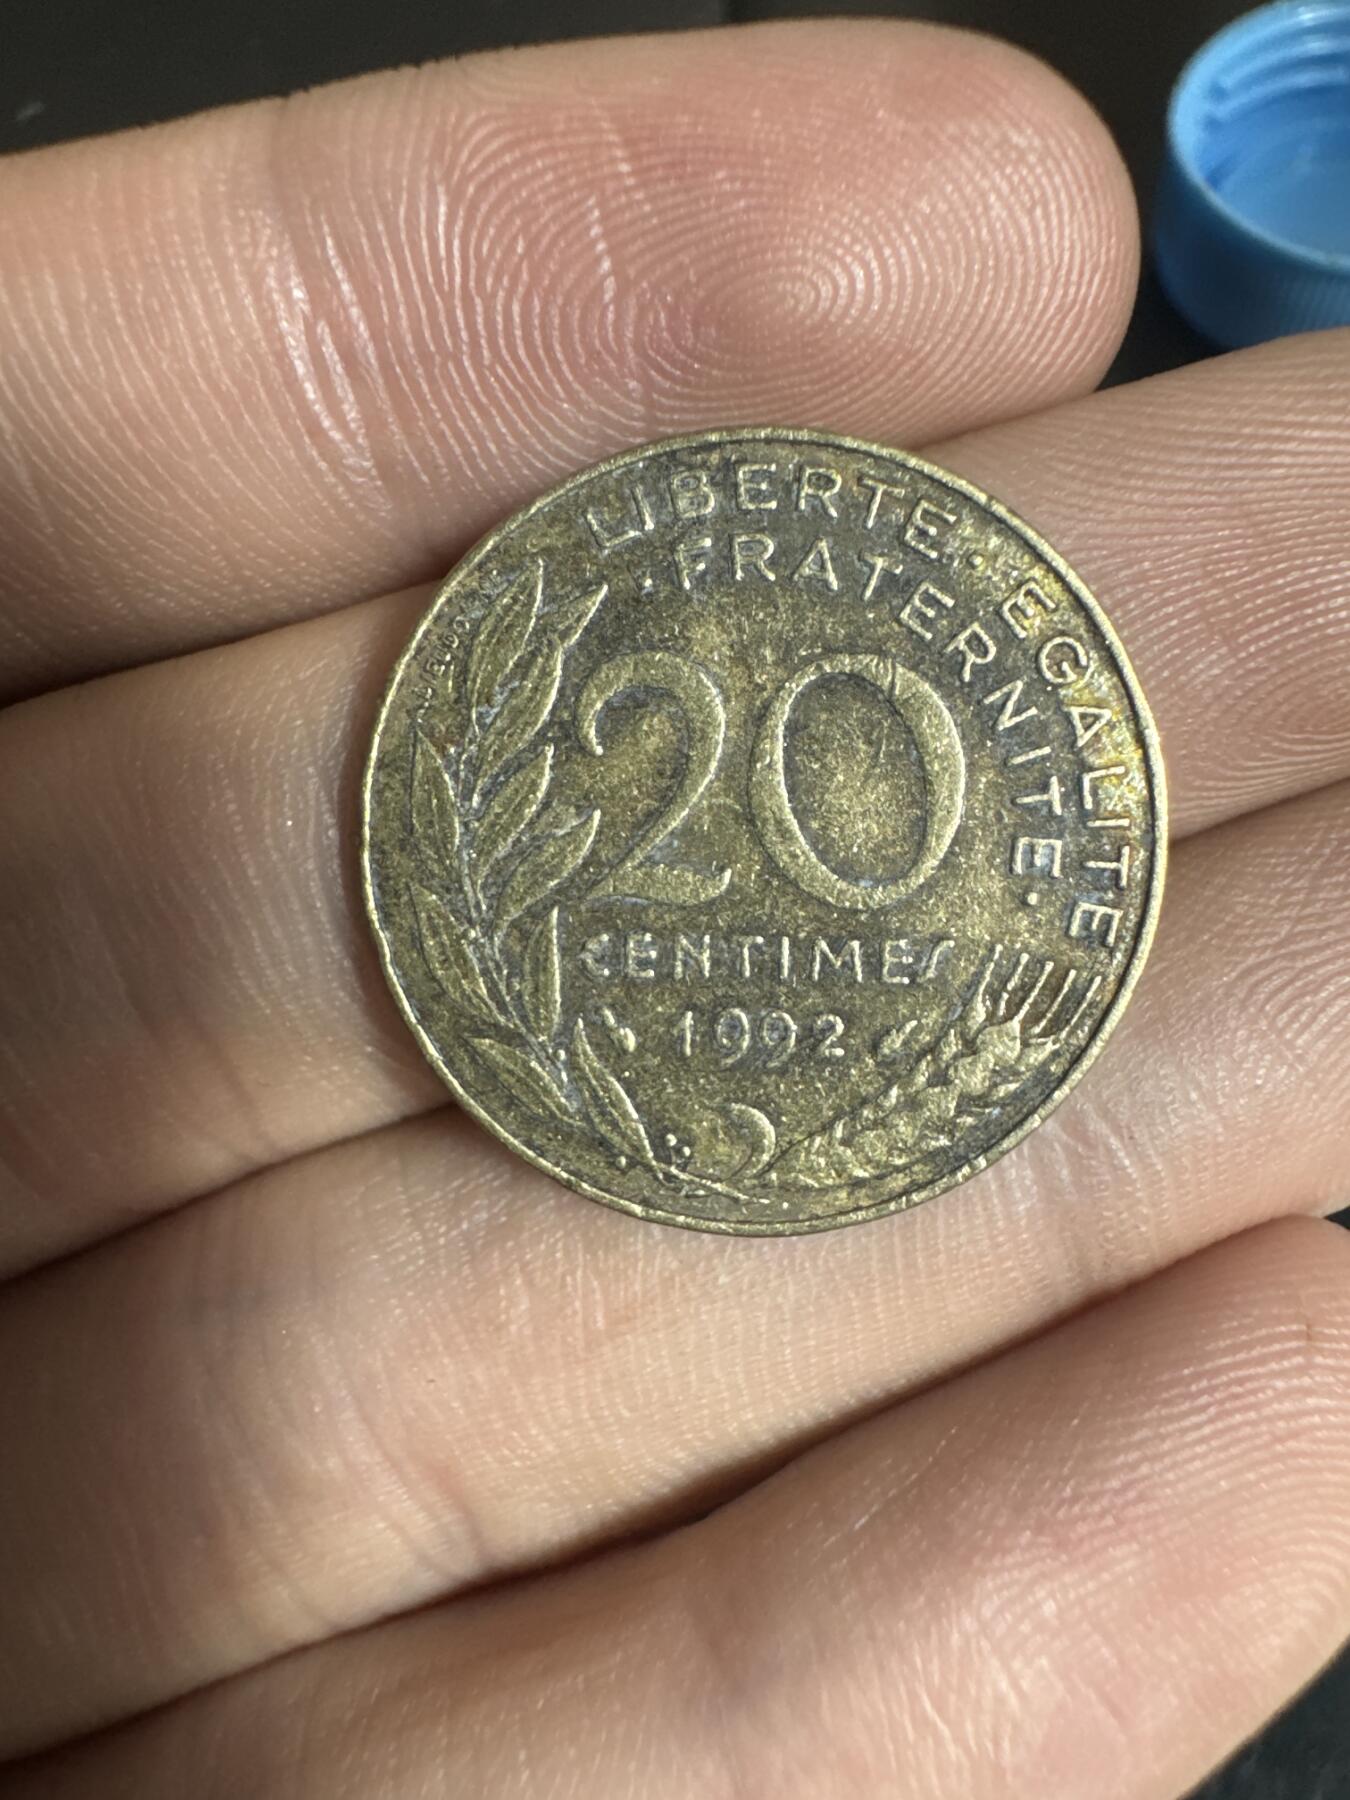 LIBERTE · EGALITE
· FRATERNITE ·
20
CENTIMES
1992